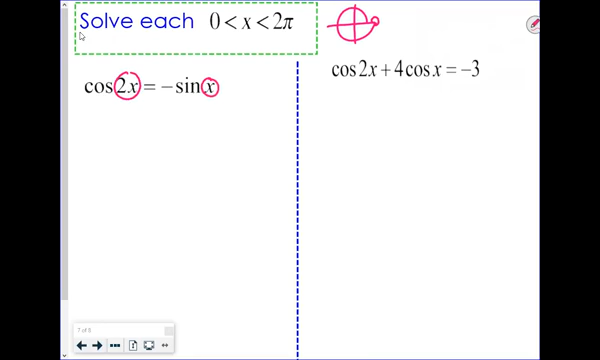 Solve each 0 < x < 2π
cos 2x = − sin x
cos 2x + 4 cos x = −3
7 of 8